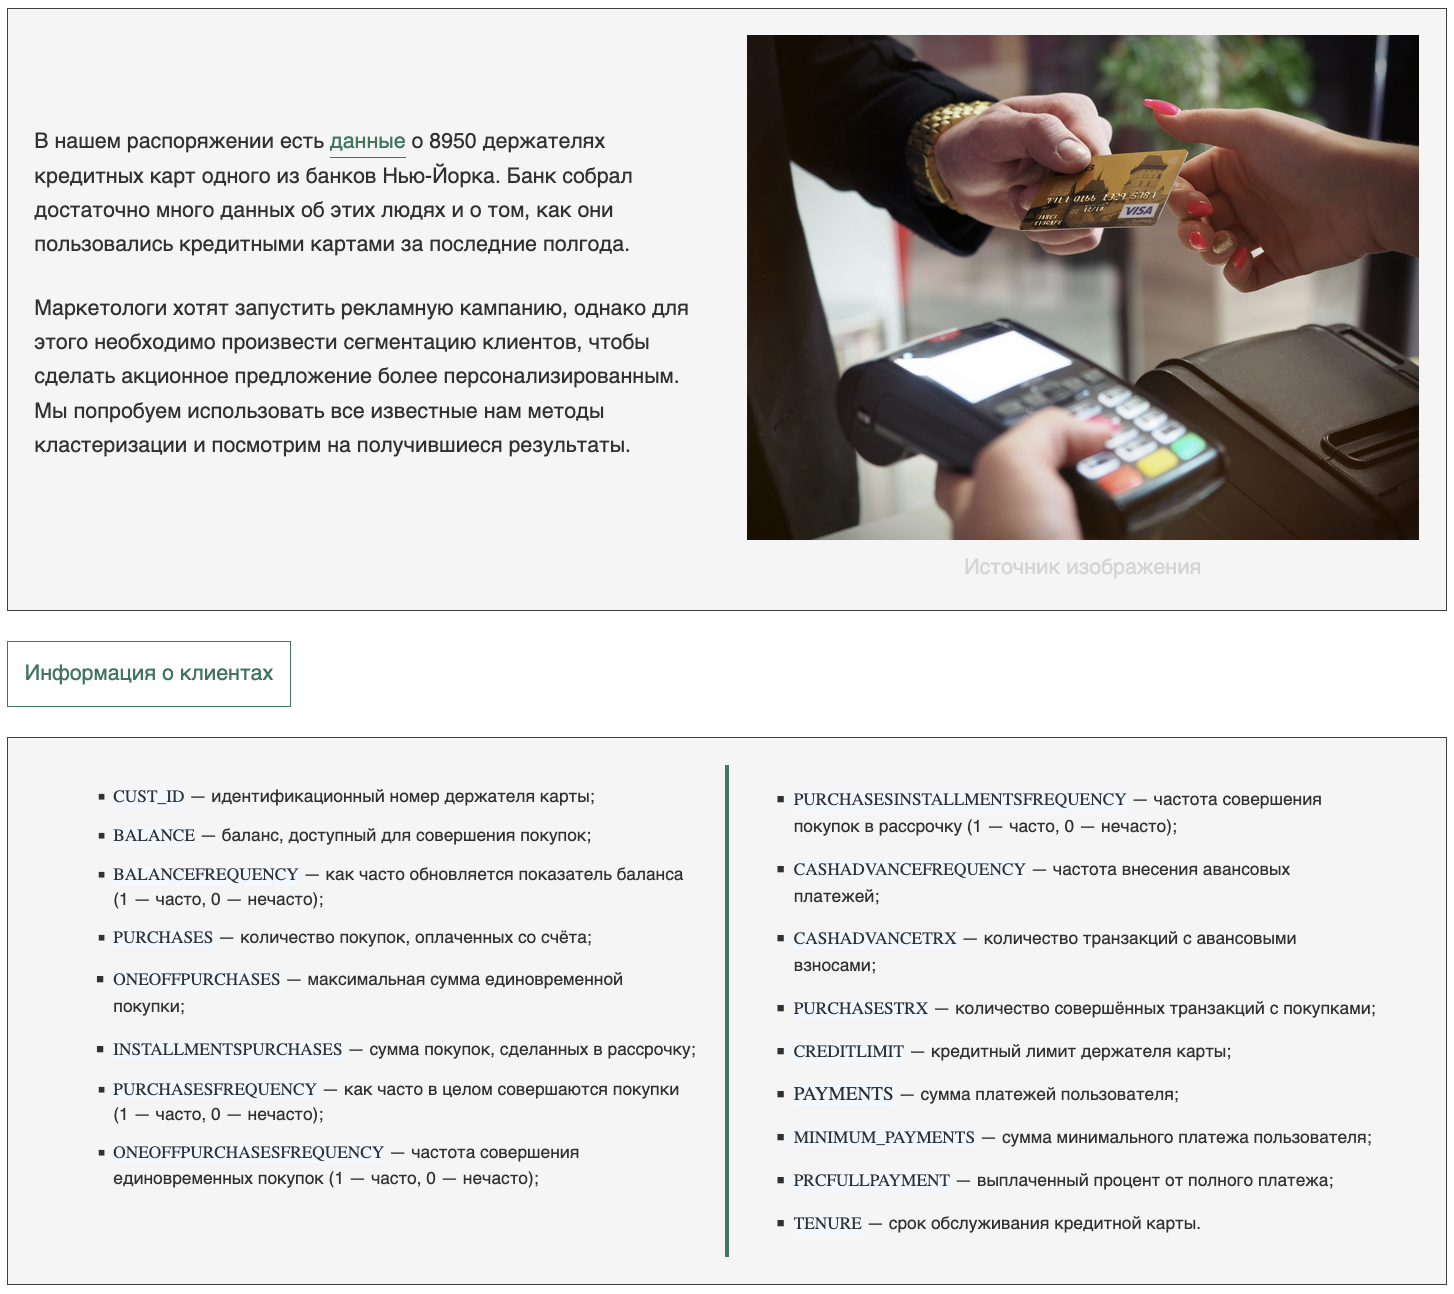 В нашем распоряжении есть данные о 8950 держателях
кредитных карт одного из банков Нью-Йорка. Банк собрал
достаточно много данных об этих людях и о том, как они
пользовались кредитными картами за последние полгода.
Маркетологи хотят запустить рекламную кампанию, однако для
этого необходимо произвести сегментацию клиентов, чтобы
сделать акционное предложение более персонализированным.
Мы попробуем использовать все известные нам методы
кластеризации и посмотрим на получившиеся результаты.
VISA
Источник изображения
Информация о клиентах
CUST_ID — идентификационный номер держателя карты;
BALANCE — баланс, доступный для совершения покупок;
BALANCEFREQUENCY — как часто обновляется показатель баланса
(1 — часто, 0 — нечасто);
PURCHASES — количество покупок, оплаченных со счёта;
ONEOFFPURCHASES — максимальная сумма единовременной
покупки;
INSTALLMENTSPURCHASES — сумма покупок, сделанных в рассрочку;
PURCHASESFREQUENCY — как часто в целом совершаются покупки
(1 — часто, 0 — нечасто);
ONEOFFPURCHASESFREQUENCY — частота совершения
единовременных покупок (1 — часто, 0 — нечасто);
PURCHASESINSTALLMENTSFREQUENCY — частота совершения
покупок в рассрочку (1 — часто, 0 — нечасто);
CASHADVANCEFREQUENCY — частота внесения авансовых
платежей;
CASHADVANCETRX — количество транзакций с авансовыми
взносами;
PURCHASESTRX — количество совершённых транзакций с покупками;
CREDITLIMIT — кредитный лимит держателя карты;
PAYMENTS — сумма платежей пользователя;
MINIMUM_PAYMENTS — сумма минимального платежа пользователя;
PRCFULLPAYMENT — выплаченный процент от полного платежа;
TENURE — срок обслуживания кредитной карты.